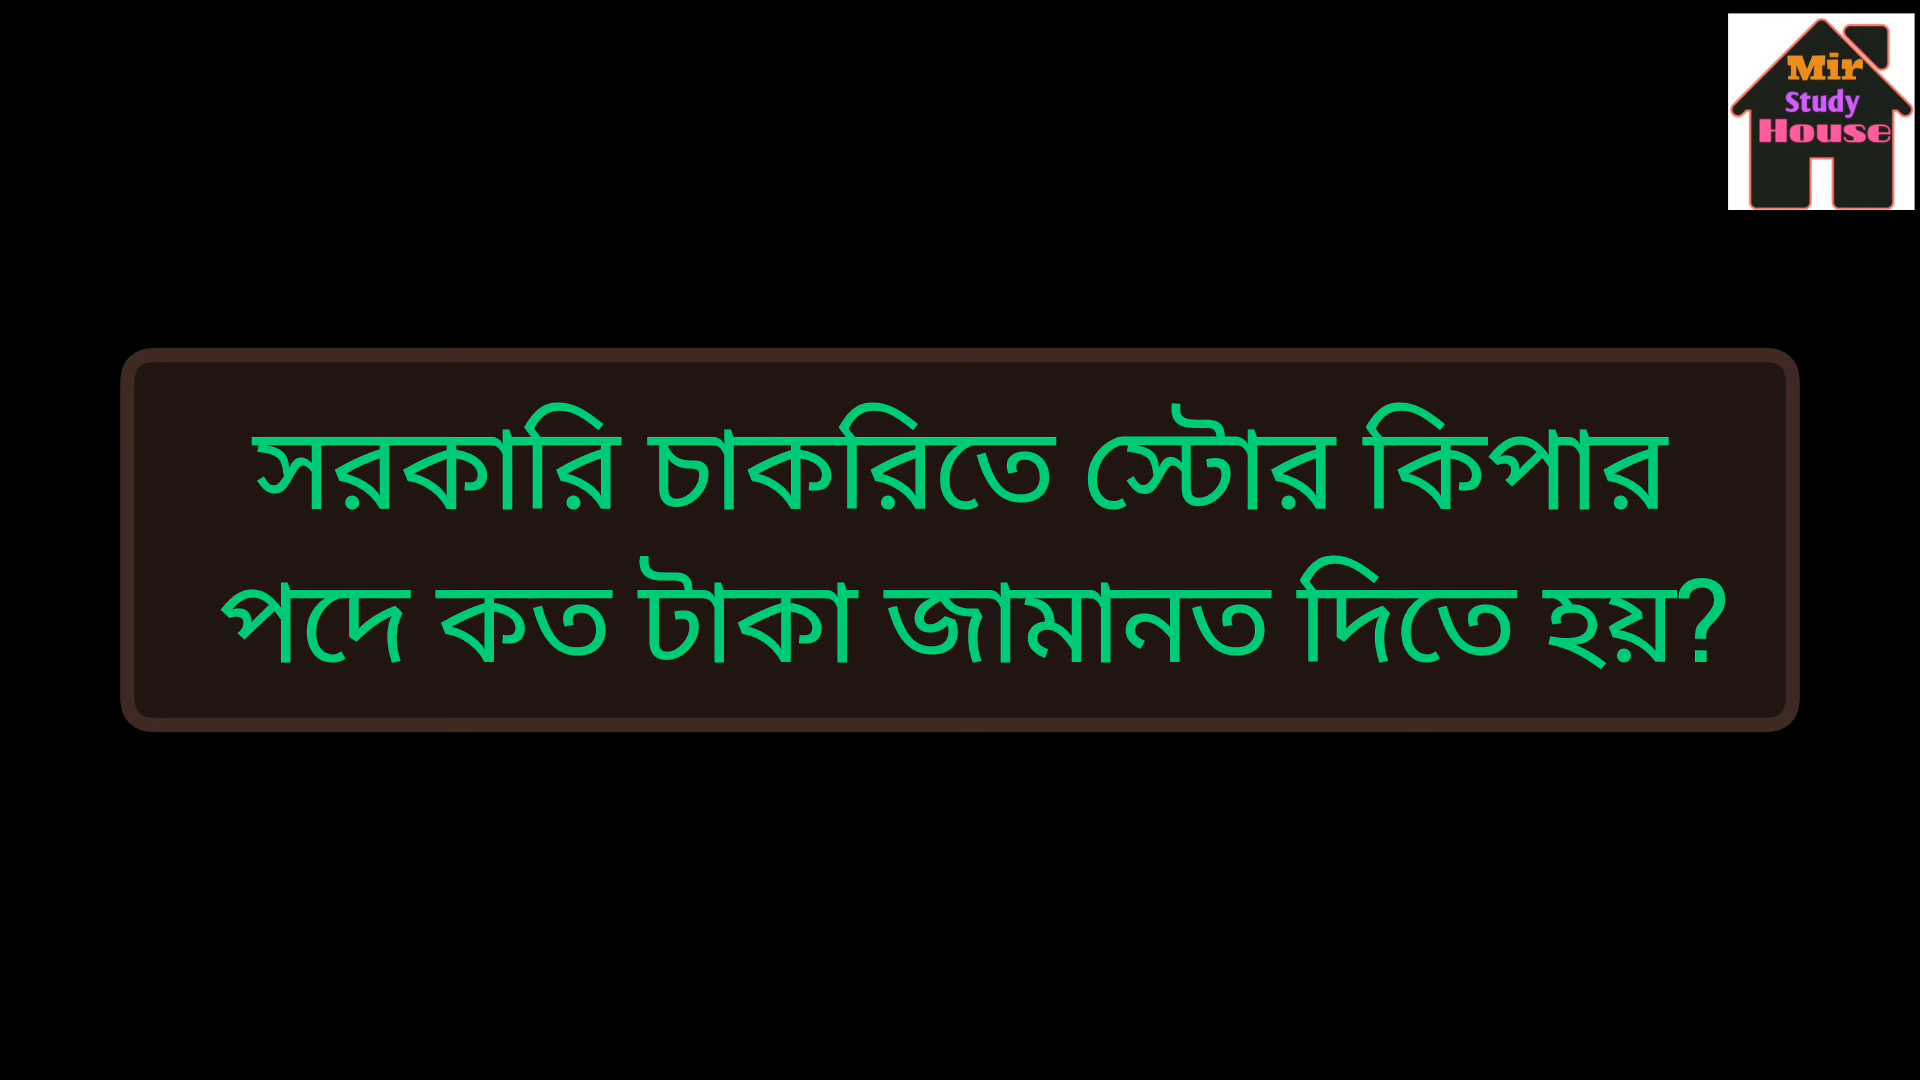 Mir
Study
House
সরকারি চাকরিতে স্টোর কিপার
পদে কত টাকা জামানত দিতে হয়?